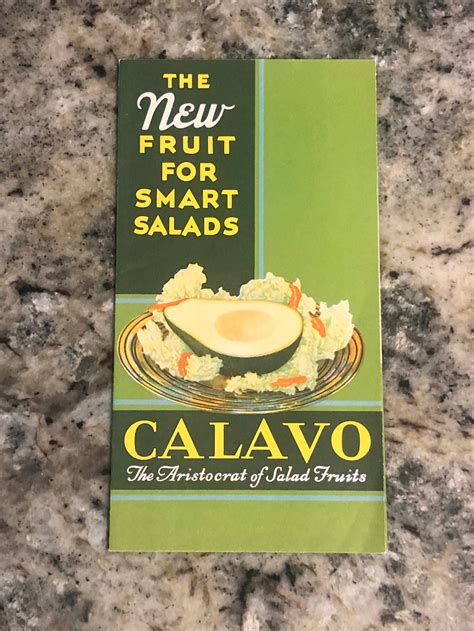 THE
New
FRUIT
FOR
SMART
SALADS
CALAVO
The Aristocrat of Salad Fruits